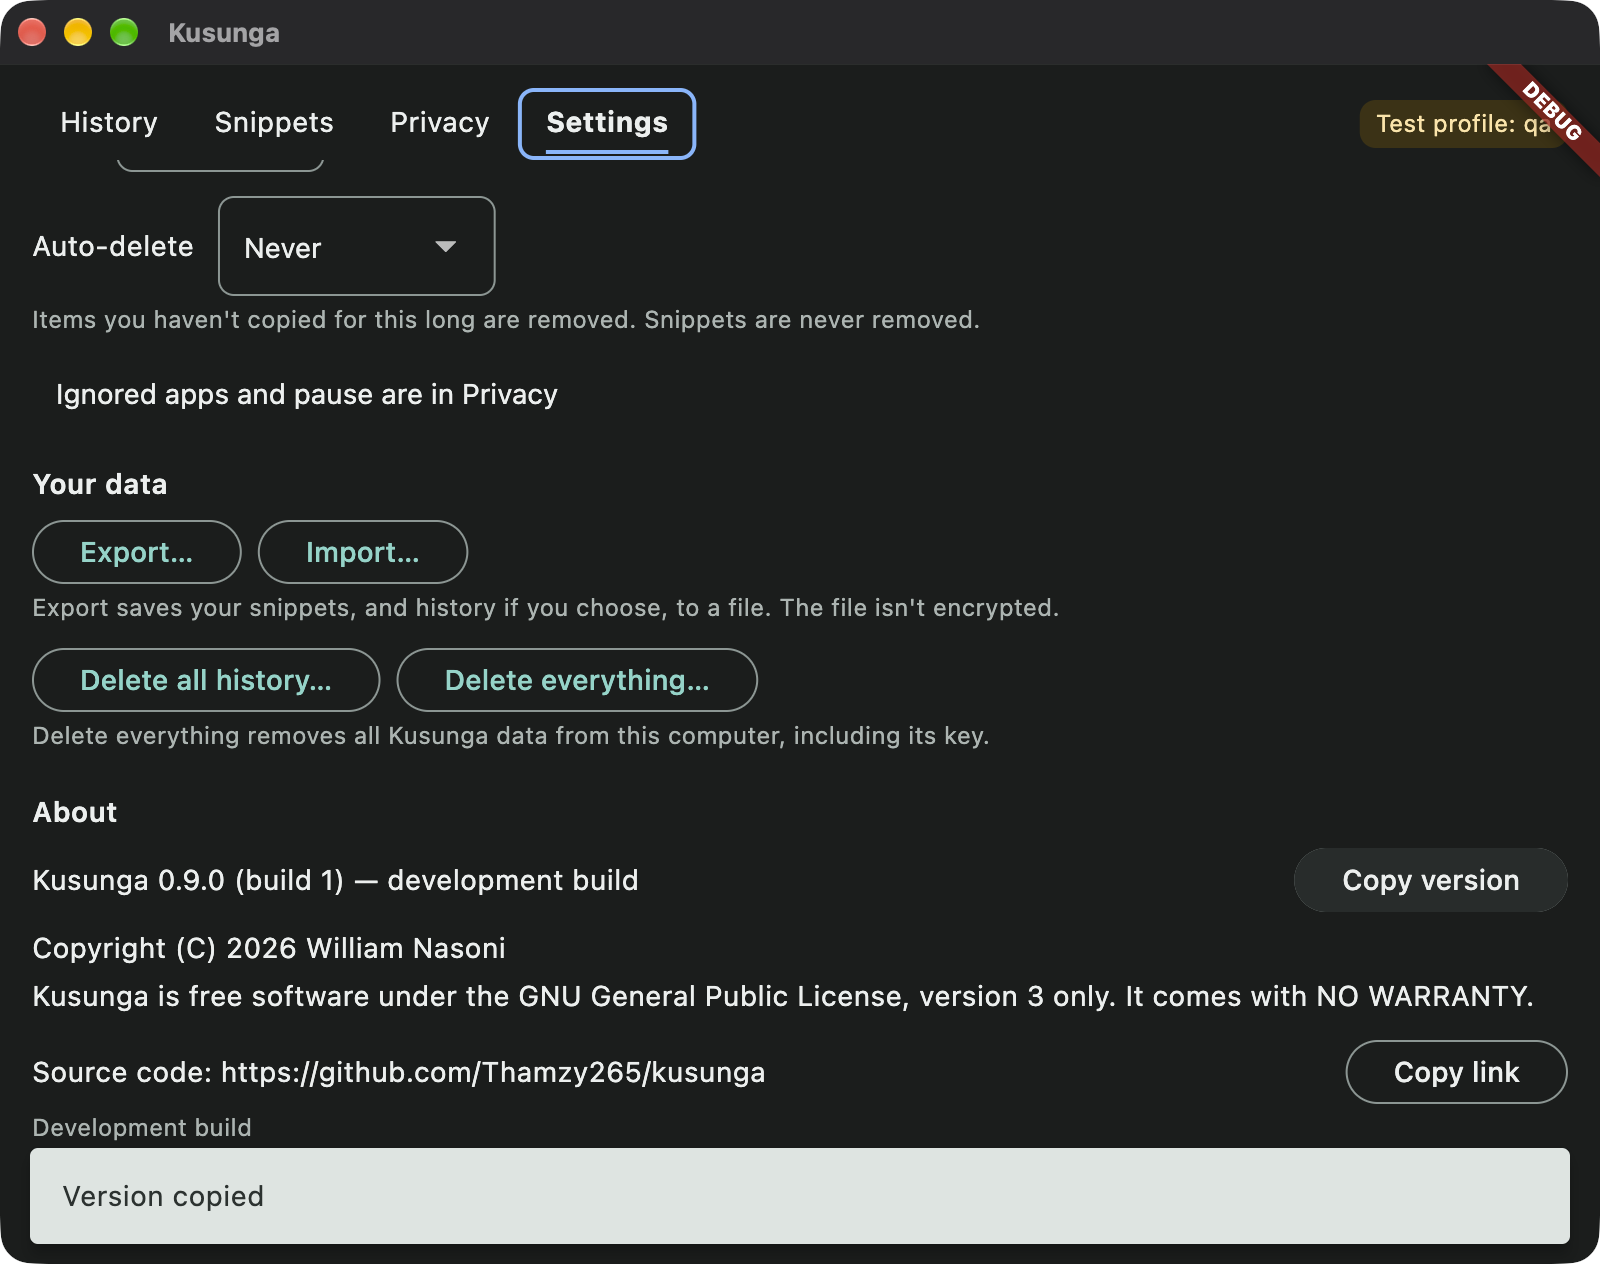 Kusunga
History
Snippets
Privacy
Settings
Test profile: qa
DEBUG
Auto-delete
Never
Items you haven't copied for this long are removed. Snippets are never removed.
Ignored apps and pause are in Privacy
Your data
Export...
Import...
Export saves your snippets, and history if you choose, to a file. The file isn't encrypted.
Delete all history...
Delete everything...
Delete everything removes all Kusunga data from this computer, including its key.
About
Kusunga 0.9.0 (build 1) — development build
Copy version
Copyright (C) 2026 William Nasoni
Kusunga is free software under the GNU General Public License, version 3 only. It comes with NO WARRANTY.
Source code: https://github.com/Thamzy265/kusunga
Copy link
Development build
Version copied